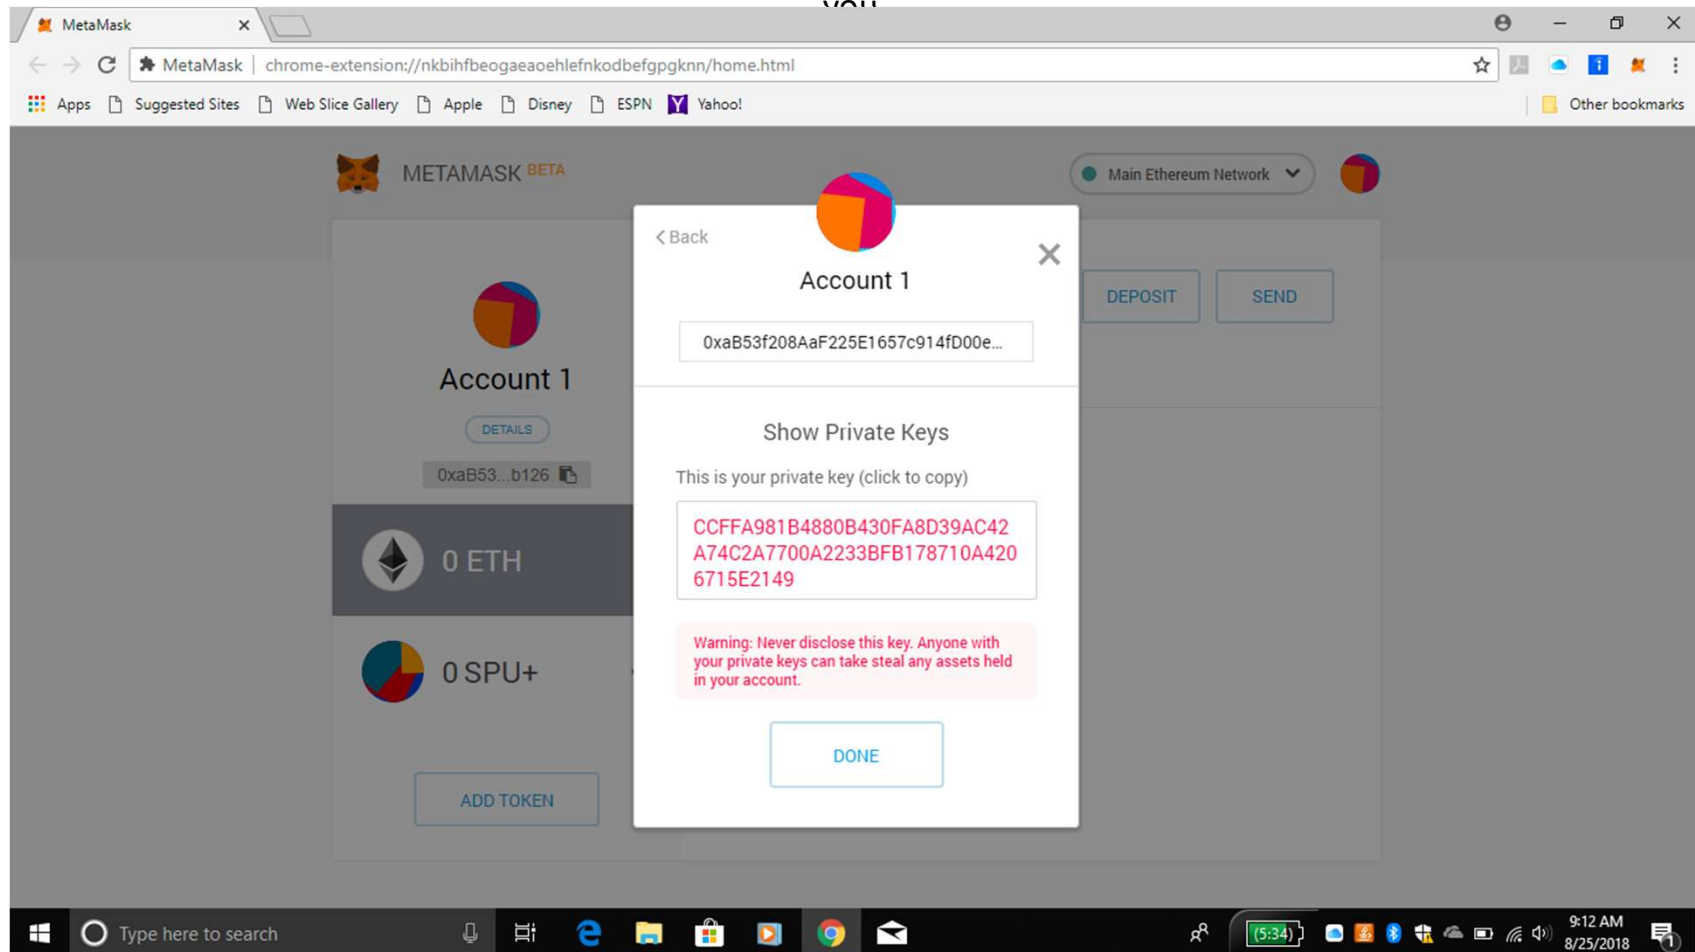 MetaMask
MetaMask | chrome-extension://nkbihfbeogaeaoehlefnkodbefgpgknn/home.html
Apps Suggested Sites Web Slice Gallery Apple Disney ESPN Yahoo! Other bookmarks
METAMASK BETA
Main Ethereum Network
Back
Account 1
0xaB53f208AaF225E1657c914fD00e...
Show Private Keys
This is your private key (click to copy)
CCFFA981B4880B430FA8D39AC42
A74C2A7700A2233BFB178710A420
6715E2149
Warning: Never disclose this key. Anyone with
your private keys can take steal any assets held
in your account.
DONE
Account 1
DETAILS
0xaB53...b126
0 ETH
0 SPU+
ADD TOKEN
DEPOSIT
SEND
Type here to search
(5:34)
9:12 AM
8/25/2018
1